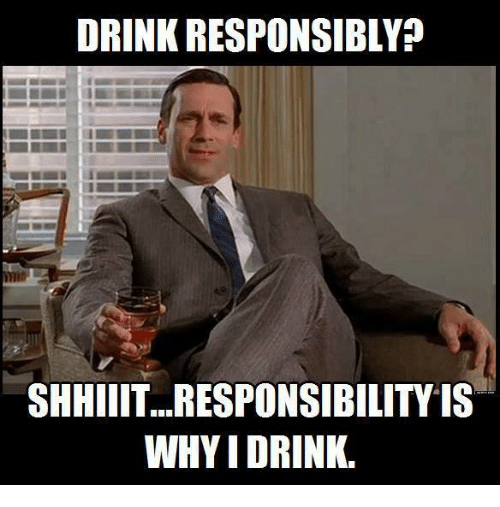 DRINK RESPONSIBLY?
SHHIIIT...RESPONSIBILITY IS
WHY I DRINK.